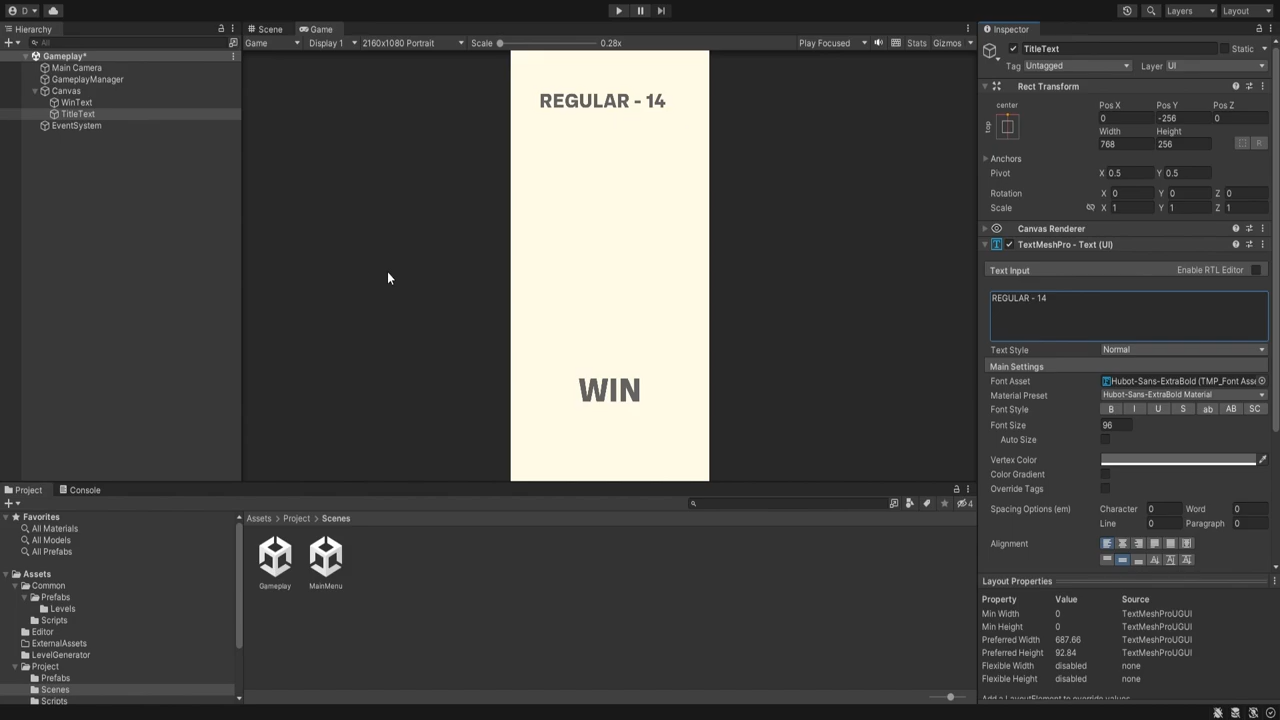 D
Layers
Layout
Hierarchy
Scene
Game
Inspector
All
Game
Display 1
2160x1080 Portrait
Scale
0.28x
Play Focused
Stats
Gizmos
TitleText
Static
Tag
Untagged
Layer
UI
Gameplay*
Main Camera
GameplayManager
Canvas
WinText
TitleText
EventSystem
REGULAR - 14
WIN
Rect Transform
center
top
Pos X
Pos Y
Pos Z
0
-256
0
Width
Height
768
256
R
Anchors
Pivot
X 0.5
Y 0.5
Rotation
X 0
Y 0
Z 0
Scale
X 1
Y 1
Z 1
Canvas Renderer
TextMeshPro - Text (UI)
Text Input
Enable RTL Editor
REGULAR - 14
Text Style
Normal
Main Settings
Font Asset
Hubot-Sans-ExtraBold (TMP_Font Asse
Material Preset
Hubot-Sans-ExtraBold Material
Font Style
B I U S ab AB SC
Font Size
96
Auto Size
Vertex Color
Color Gradient
Override Tags
Spacing Options (em)
Character 0
Word 0
Line 0
Paragraph 0
Alignment
Layout Properties
Property Value Source
Min Width 0 TextMeshProUGUI
Min Height 0 TextMeshProUGUI
Preferred Width 687.66 TextMeshProUGUI
Preferred Height 92.84 TextMeshProUGUI
Flexible Width disabled none
Flexible Height disabled none
Add a LayoutElement to override values
Project
Console
4
Favorites
All Materials
All Models
All Prefabs
Assets
Common
Prefabs
Levels
Scripts
Editor
ExternalAssets
LevelGenerator
Project
Prefabs
Scenes
Scripts
Assets > Project > Scenes
Gameplay
MainMenu